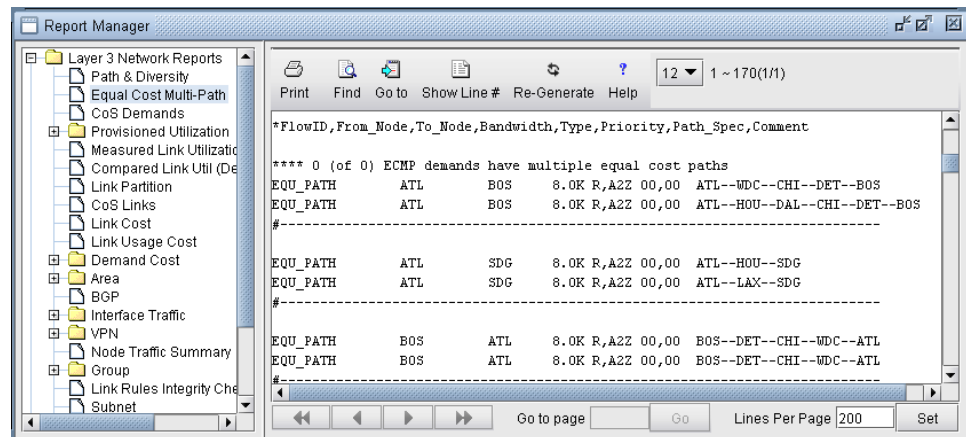 Report Manager
Layer 3 Network Reports
Path & Diversity
Equal Cost Multi-Path
CoS Demands
Provisioned Utilization
Measured Link Utilizatio
Compared Link Util (De
Link Partition
CoS Links
Link Cost
Link Usage Cost
Demand Cost
Area
BGP
Interface Traffic
VPN
Node Traffic Summary
Group
Link Rules Integrity Che
Subnet
Print Find Go to Show Line # Re-Generate Help 12 1 ~ 170(1/1)
*FlowID,From_Node,To_Node,Bandwidth,Type,Priority,Path_Spec,Comment
**** 0 (of 0) ECMP demands have multiple equal cost paths
EQU_PATH ATL BOS 8.0K R,A2Z 00,00 ATL--WDC--CHI--DET--BOS
EQU_PATH ATL BOS 8.0K R,A2Z 00,00 ATL--HOU--DAL--CHI--DET--BOS
#--------------------------------------------------------------------------
EQU_PATH ATL SDG 8.0K R,A2Z 00,00 ATL--HOU--SDG
EQU_PATH ATL SDG 8.0K R,A2Z 00,00 ATL--LAX--SDG
#--------------------------------------------------------------------------
EQU_PATH BOS ATL 8.0K R,A2Z 00,00 BOS--DET--CHI--WDC--ATL
EQU_PATH BOS ATL 8.0K R,A2Z 00,00 BOS--DET--CHI--WDC--ATL
#--------------------------------------------------------------------------
Go to page Go Lines Per Page 200 Set